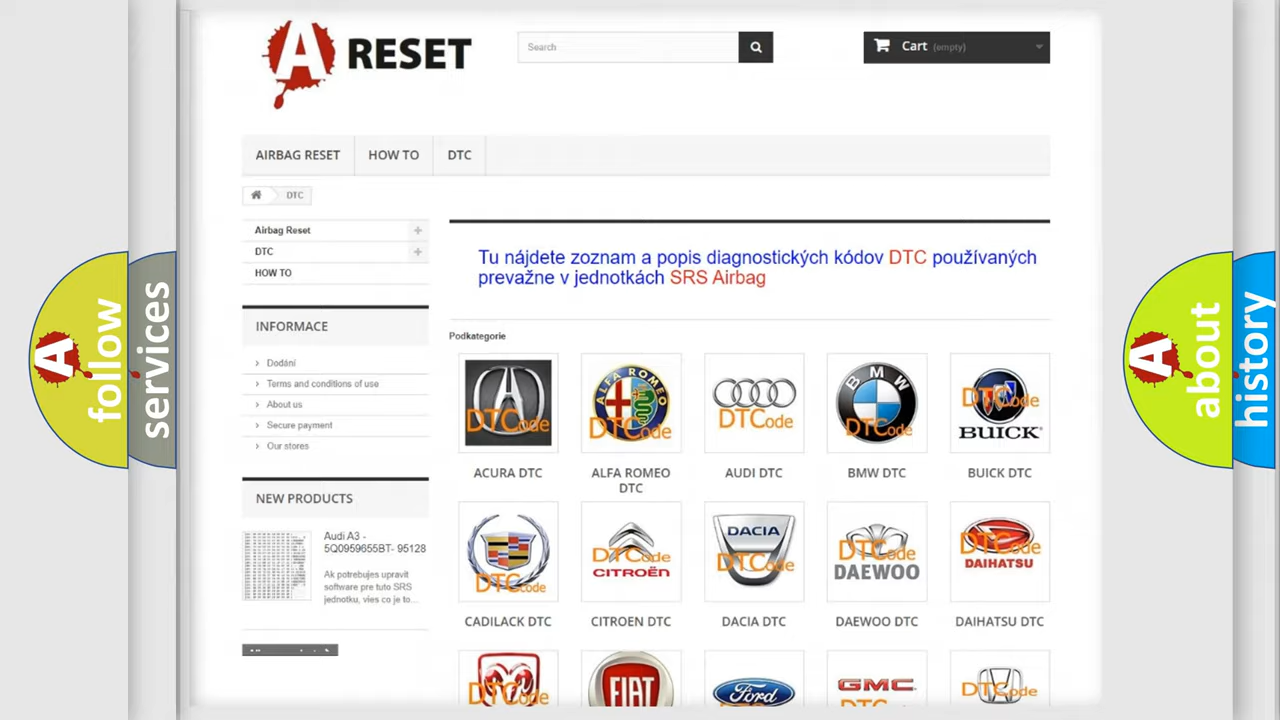 A RESET
Search
Cart (empty)
AIRBAG RESET
HOW TO
DTC
DTC
Airbag Reset
DTC
HOW TO
INFORMACE
Dodání
Terms and conditions of use
About us
Secure payment
Our stores
NEW PRODUCTS
Audi A3 -
5Q0959655BT- 95128
Ak potrebujes upravit
software pre tuto SRS
jednotku, vies co je to...
Tu nájdete zoznam a popis diagnostických kódov DTC používaných
prevažne v jednotkách SRS Airbag
Podkategorie
DTCode
ALFA ROMEO
DTCode
DTCode
BMW
DTCode
DTCode
BUICK
ACURA DTC
ALFA ROMEO
DTC
AUDI DTC
BMW DTC
BUICK DTC
DTCode
DTCode
CITROËN
DACIA
DTCode
DTCode
DAEWOO
DTCode
DAIHATSU
CADILACK DTC
CITROEN DTC
DACIA DTC
DAEWOO DTC
DAIHATSU DTC
DTCode
FIAT
Ford
GMC
DTCode
A follow
services
A about
history